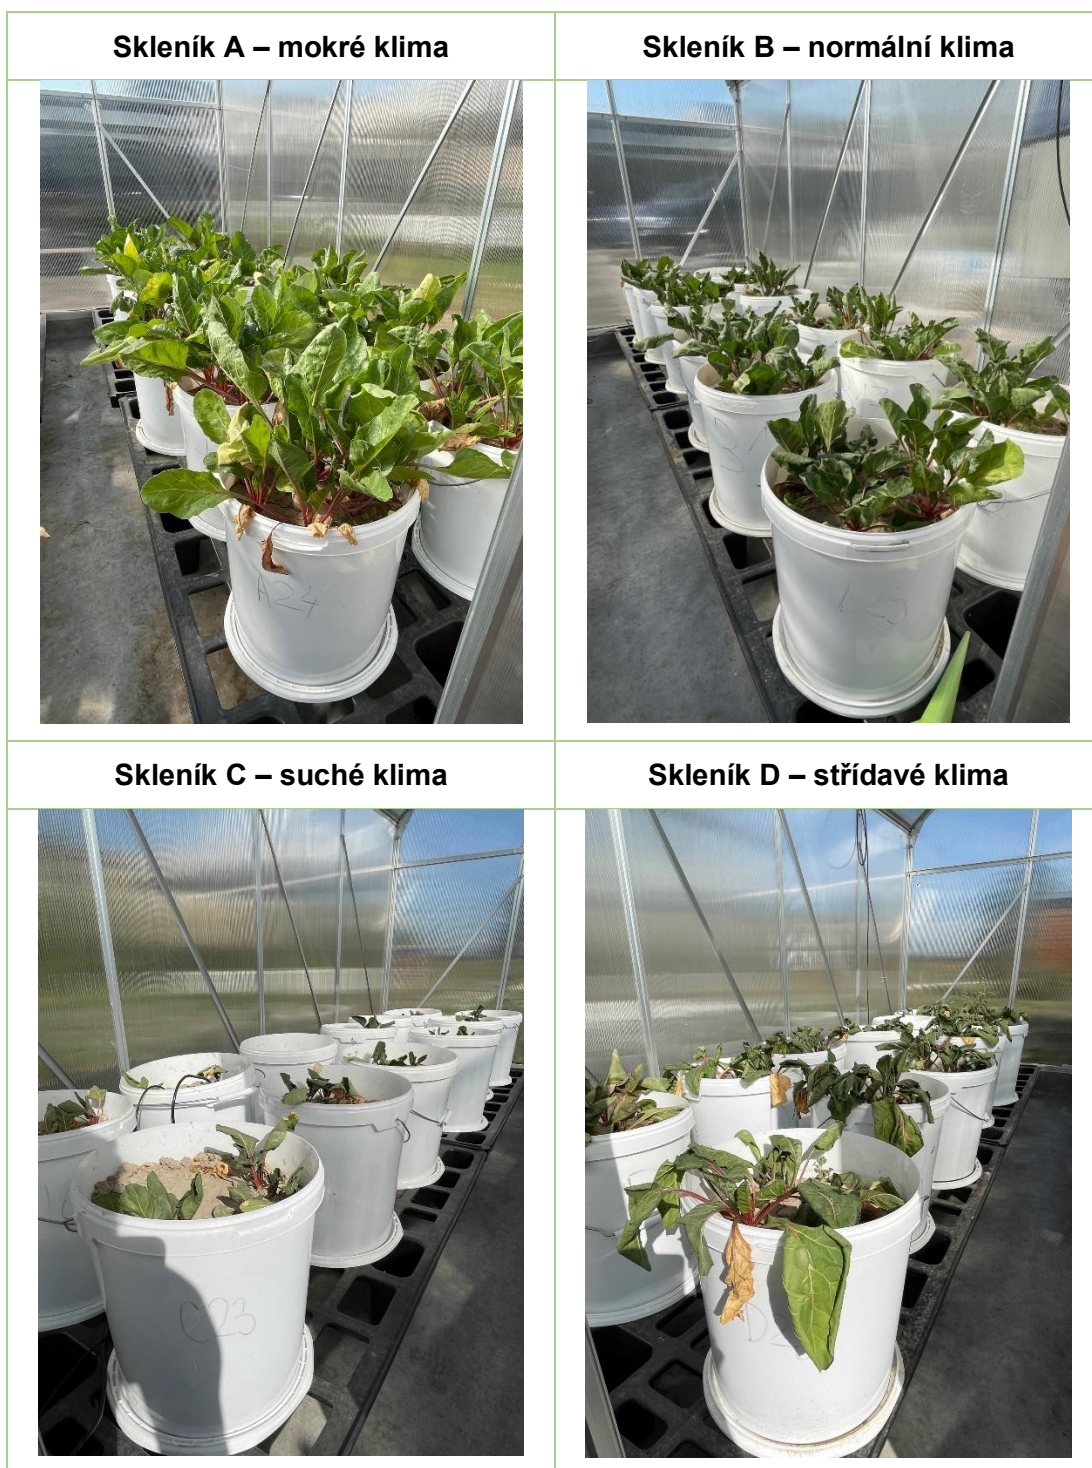 Skleník A – mokré klima
Skleník B – normální klima
A24
Skleník C – suché klima
Skleník D – střídavé klima
C23